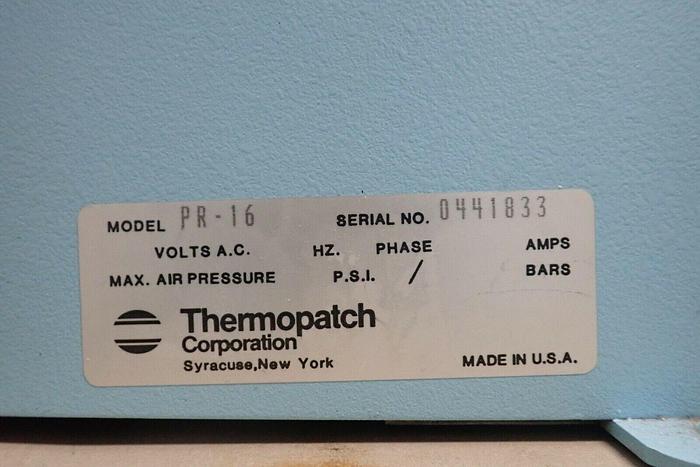 MODEL PR-16 SERIAL NO. 0441833
VOLTS A.C. HZ. PHASE AMPS
MAX. AIR PRESSURE P.S.I. / BARS
Thermopatch
Corporation
Syracuse,New York MADE IN U.S.A.